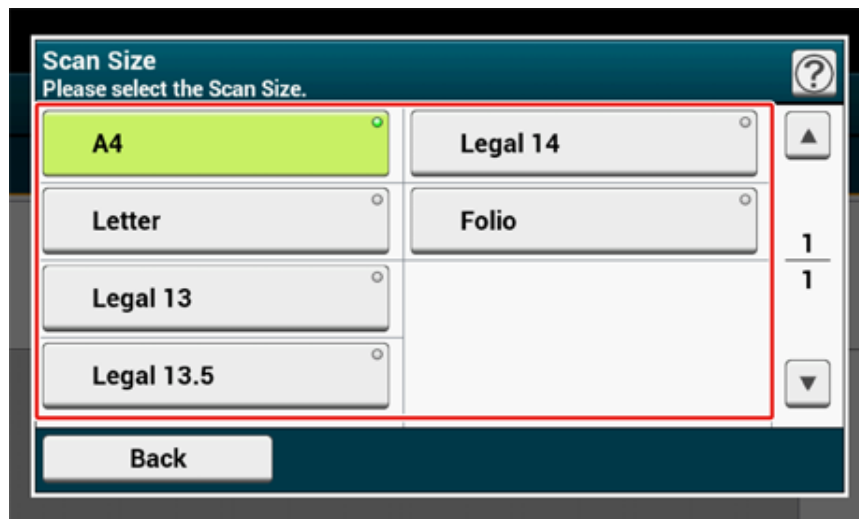 Scan Size
Please select the Scan Size.
?
A4
Legal 14
Letter
Folio
Legal 13
Legal 13.5
1
1
Back